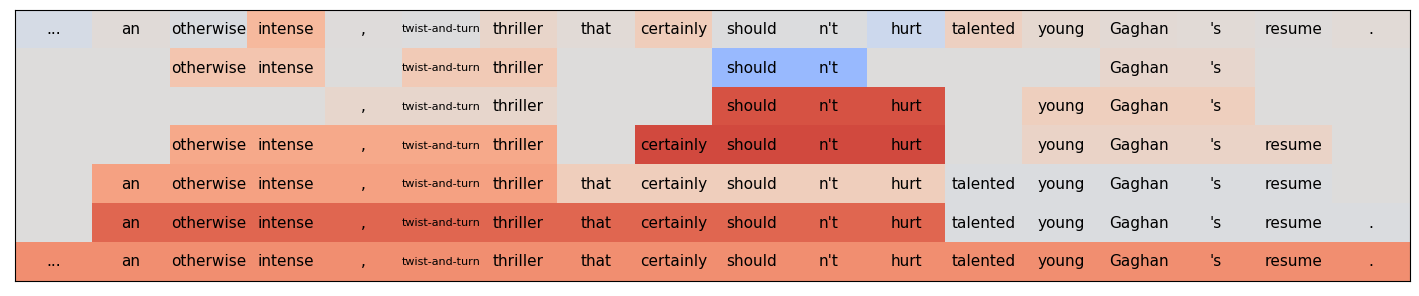 ... an otherwise intense , twist-and-turn thriller that certainly should n't hurt talented young Gaghan 's resume .
otherwise intense twist-and-turn thriller should n't Gaghan 's
, twist-and-turn thriller should n't hurt young Gaghan 's
otherwise intense , twist-and-turn thriller certainly should n't hurt young Gaghan 's resume
an otherwise intense , twist-and-turn thriller that certainly should n't hurt talented young Gaghan 's resume
an otherwise intense , twist-and-turn thriller that certainly should n't hurt talented young Gaghan 's resume .
... an otherwise intense , twist-and-turn thriller that certainly should n't hurt talented young Gaghan 's resume .